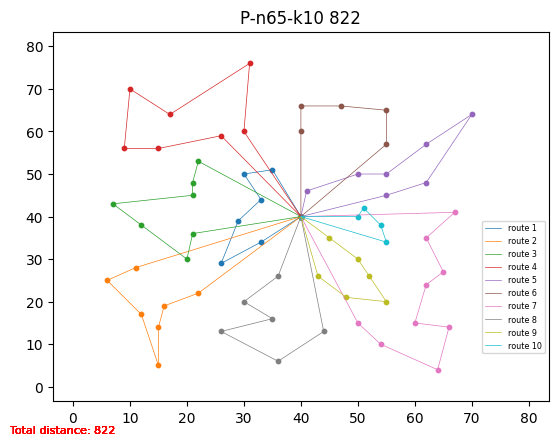 P-n65-k10 822
80
70
60
50
40
30
20
10
0
route 1
route 2
route 3
route 4
route 5
route 6
route 7
route 8
route 9
route 10
0 10 20 30 40 50 60 70 80
Total distance: 822